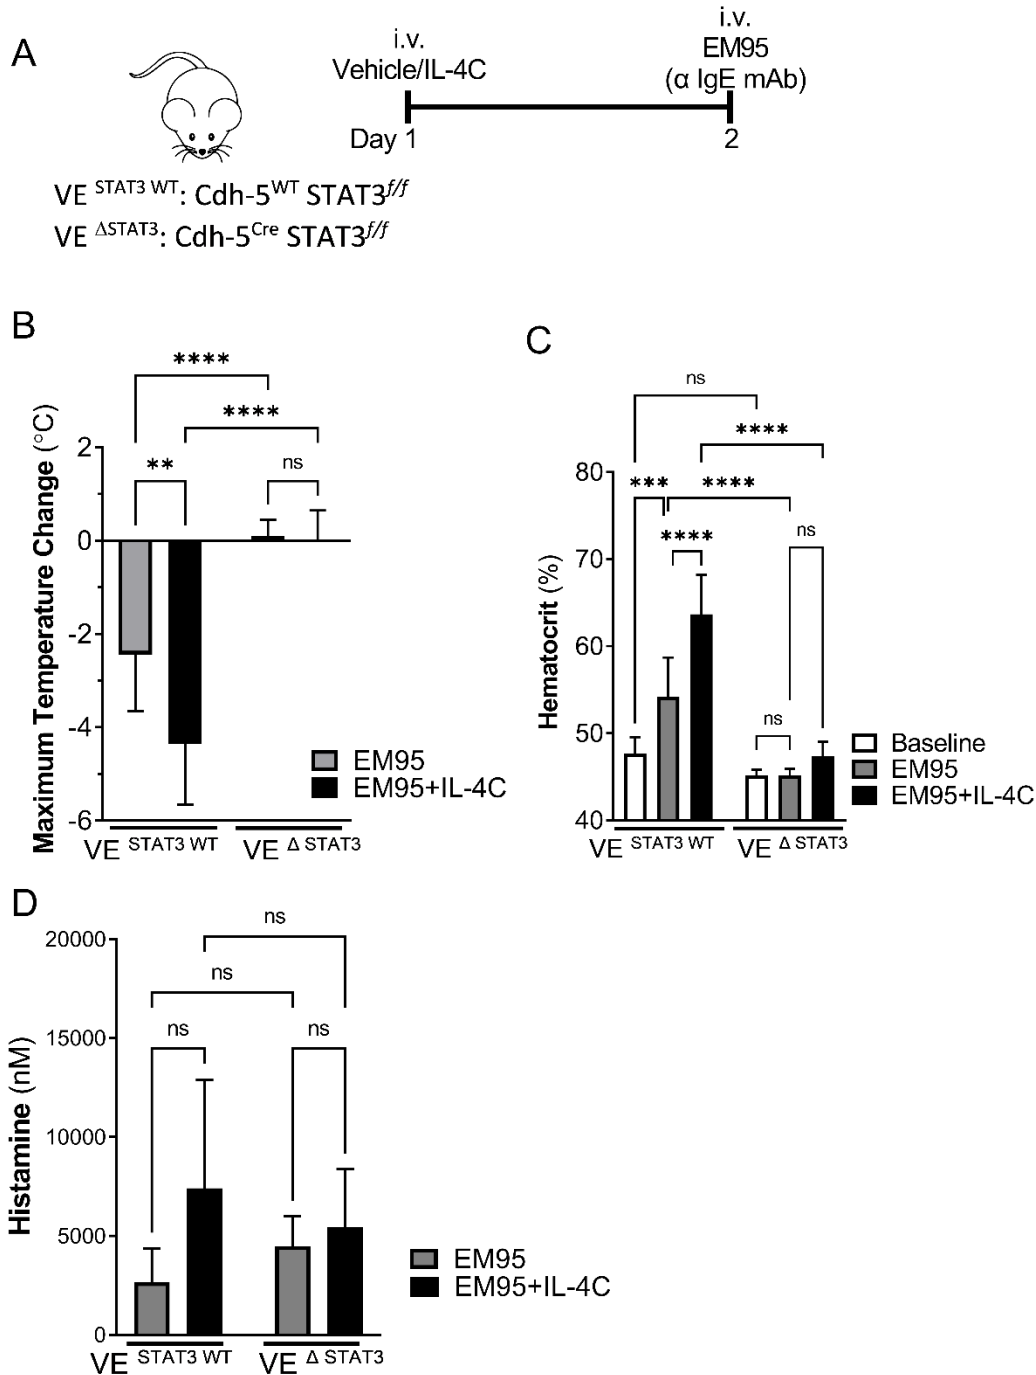 A
i.v.
Vehicle/IL-4C
i.v.
EM95
(α IgE mAb)
Day 1
2
VE STAT3 WT: Cdh-5WT STAT3f/f
VE ΔSTAT3: Cdh-5Cre STAT3f/f
B
****
****
**
ns
Maximum Temperature Change (°C)
2
0
-2
-4
-6
EM95
EM95+IL-4C
VE STAT3 WT
VE Δ STAT3
C
ns
****
***
****
****
ns
ns
Hematocrit (%)
80
70
60
50
40
Baseline
EM95
EM95+IL-4C
VE STAT3 WT
VE Δ STAT3
D
ns
ns
ns
ns
Histamine (nM)
20000
15000
10000
5000
0
EM95
EM95+IL-4C
VE STAT3 WT
VE Δ STAT3